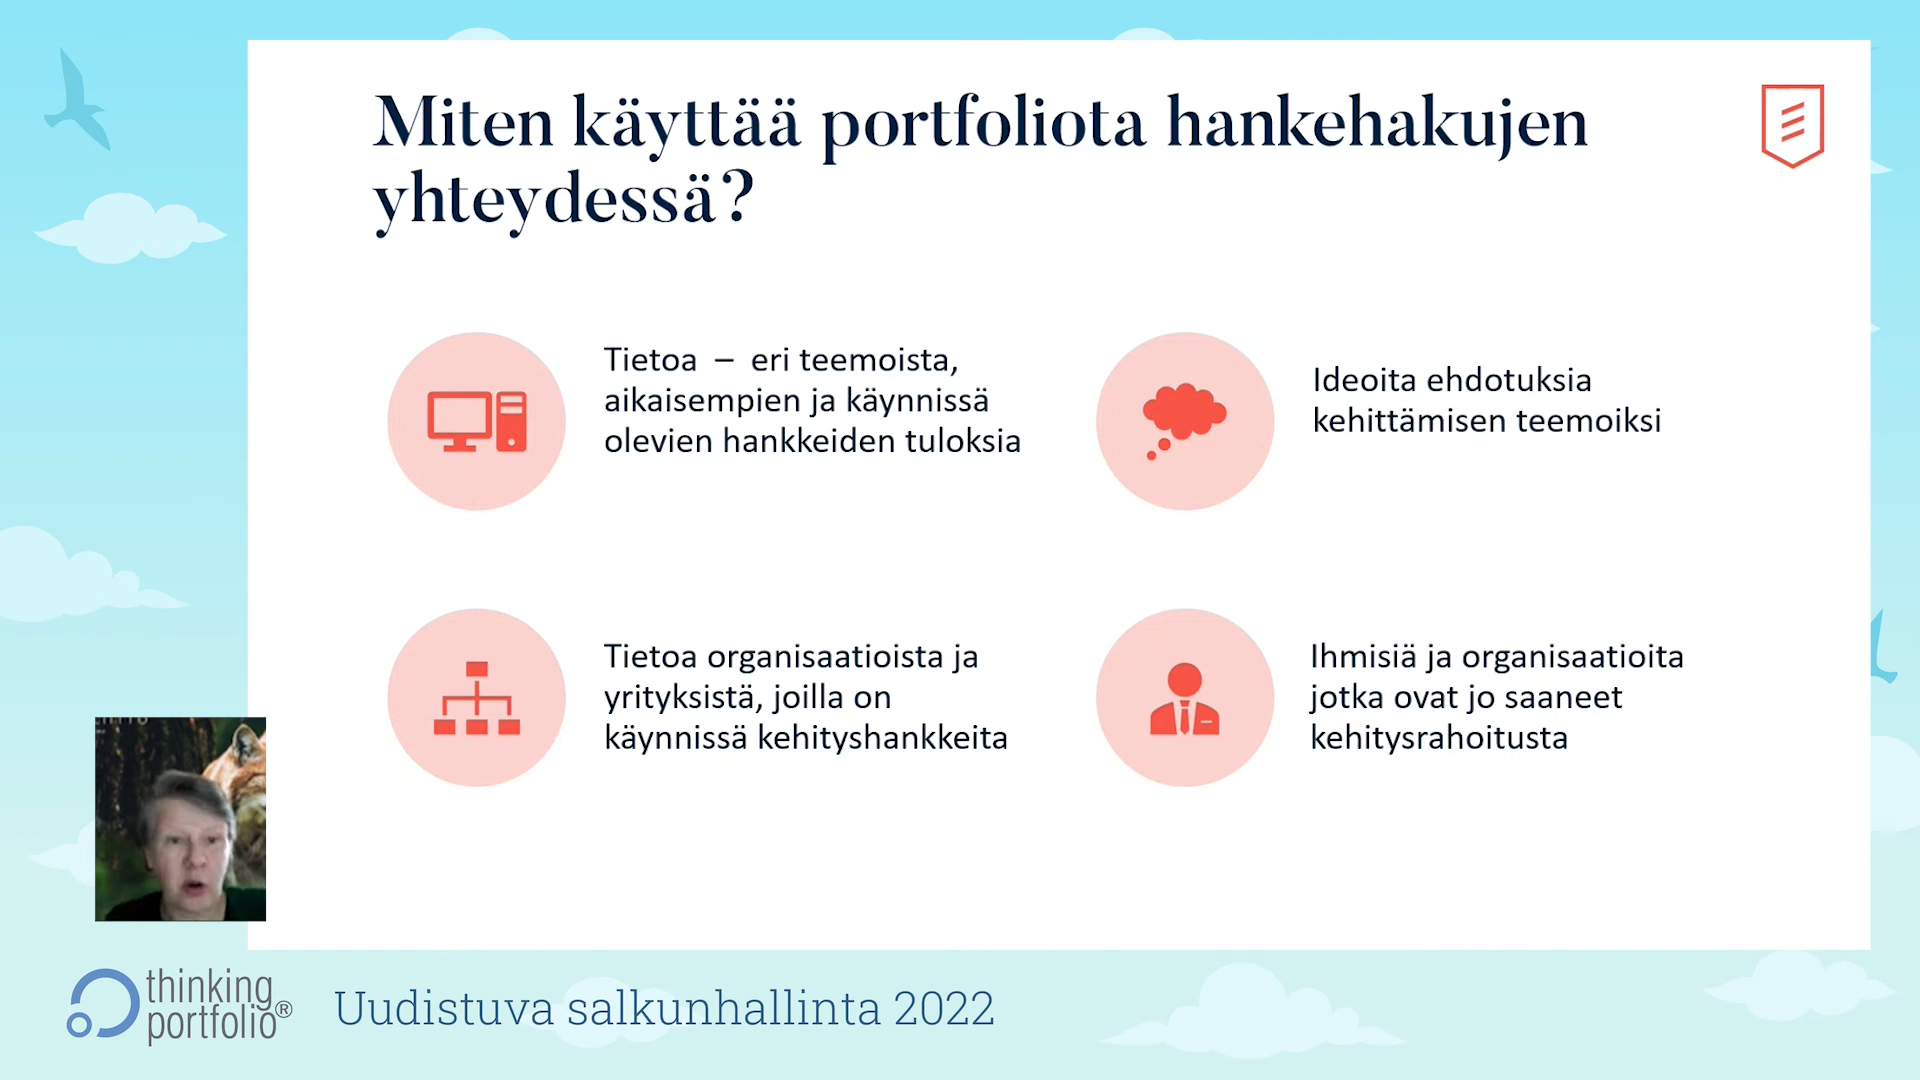 Miten käyttää portfoliota hankehakujen
yhteydessä?
Tietoa – eri teemoista,
aikaisempien ja käynnissä
olevien hankkeiden tuloksia
Ideoita ehdotuksia
kehittämisen teemoiksi
Tietoa organisaatioista ja
yrityksistä, joilla on
käynnissä kehityshankkeita
Ihmisiä ja organisaatioita
jotka ovat jo saaneet
kehitysrahoitusta
thinking
portfolio®
Uudistuva salkunhallinta 2022